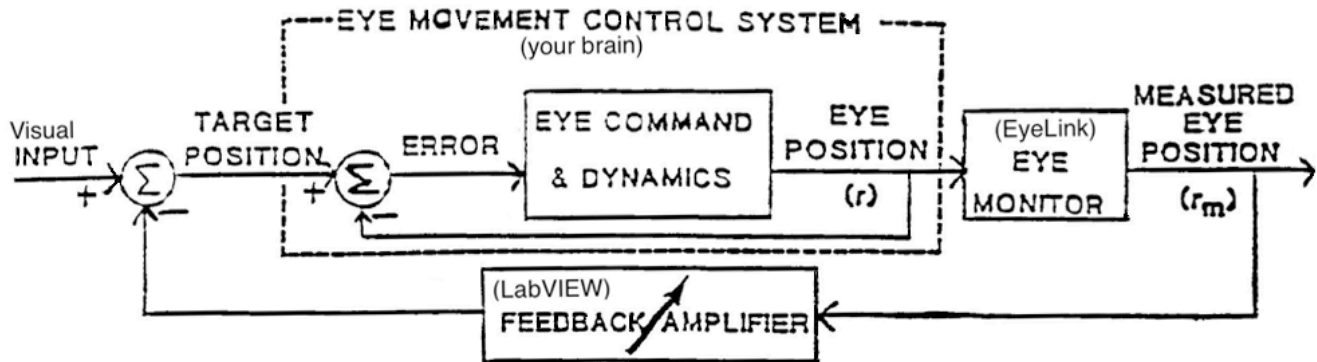 EYE MOVEMENT CONTROL SYSTEM
(your brain)
Visual
INPUT
+
Σ
−
TARGET
POSITION
+
Σ
−
ERROR
EYE COMMAND
& DYNAMICS
EYE
POSITION
(r)
(EyeLink)
EYE
MONITOR
MEASURED
EYE
POSITION
(rm)
(LabVIEW)
FEEDBACK AMPLIFIER